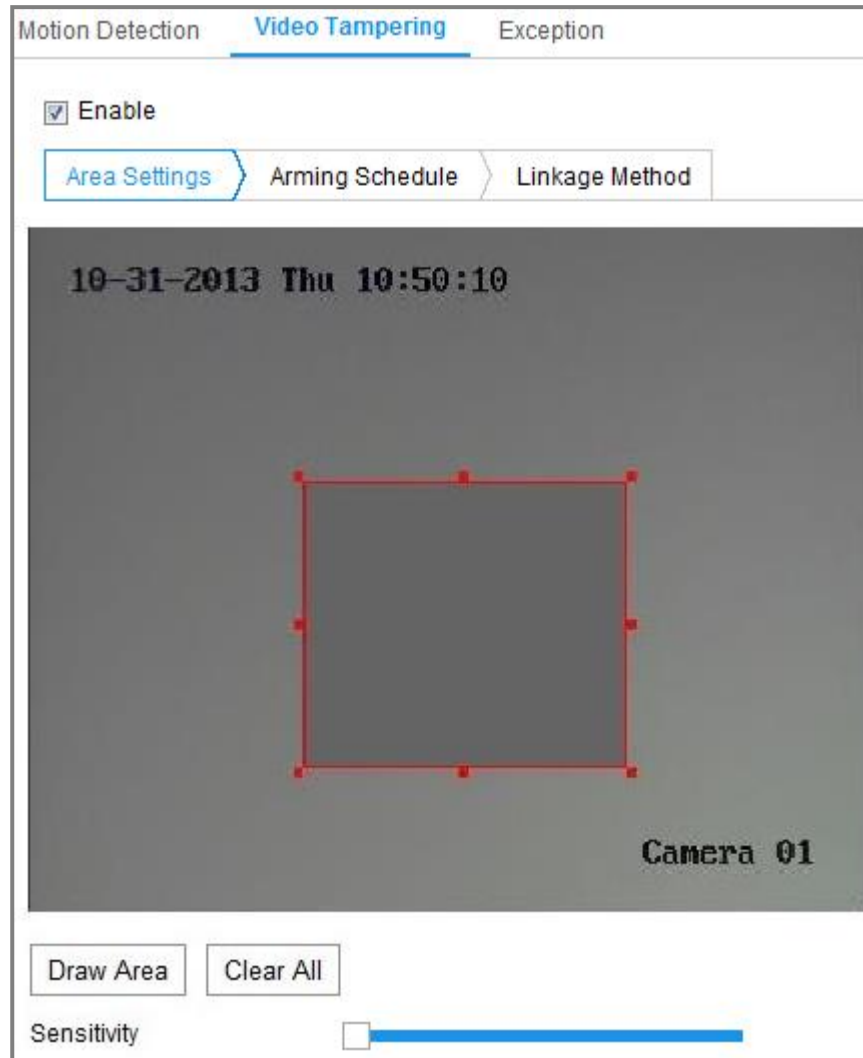 Motion Detection Video Tampering Exception
Enable
Area Settings Arming Schedule Linkage Method
10-31-2013 Thu 10:50:10
Camera 01
Draw Area Clear All
Sensitivity